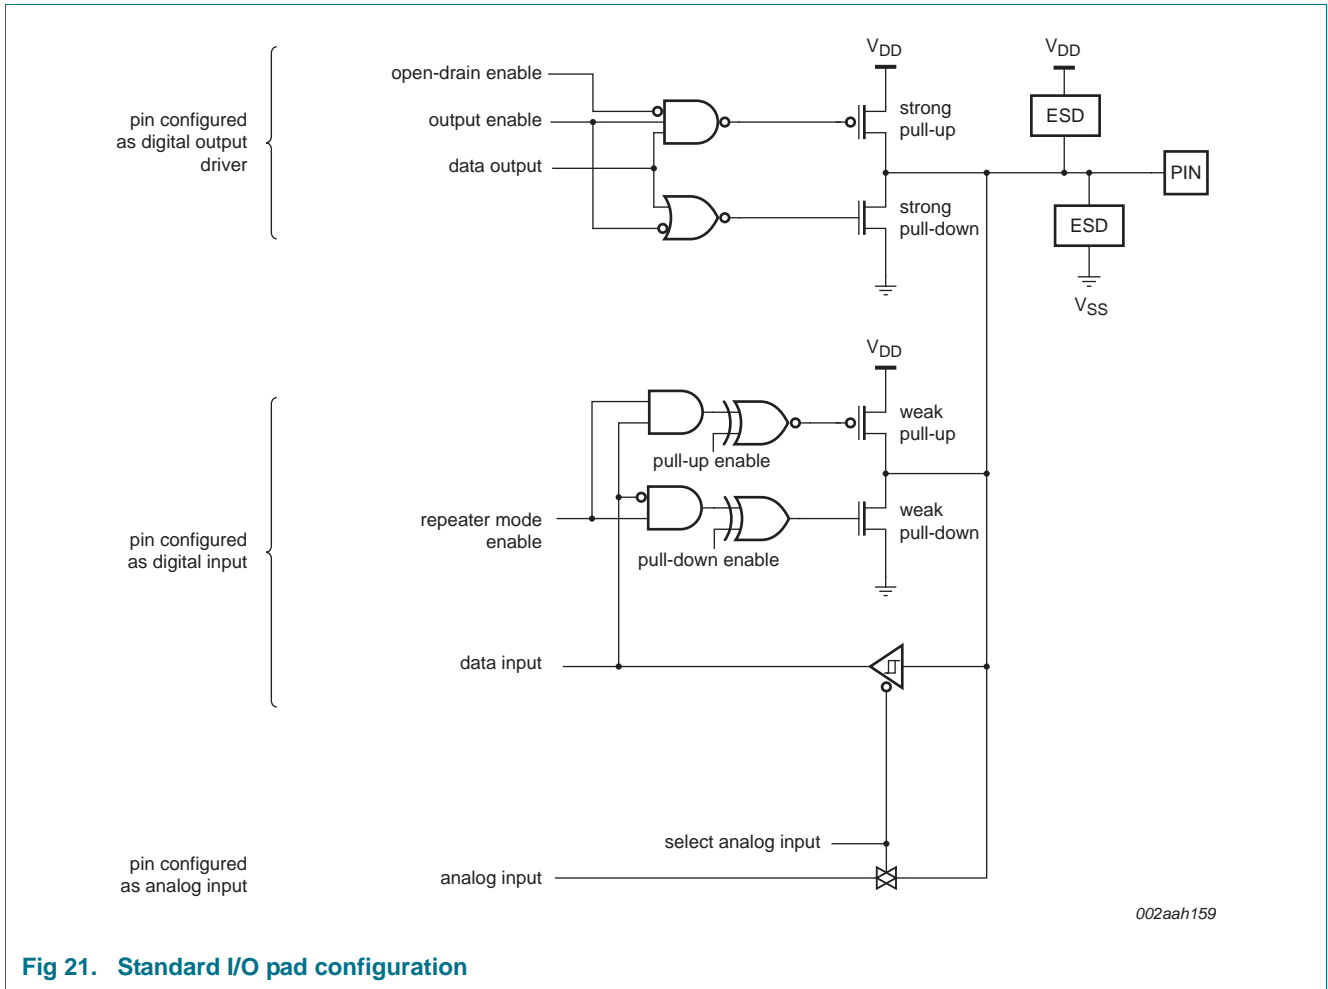 open-drain enable
output enable
data output
pin configured
as digital output
driver
VDD
strong
pull-up
strong
pull-down
VDD
ESD
PIN
ESD
VSS
VDD
weak
pull-up
pull-up enable
weak
pull-down
pull-down enable
repeater mode
enable
pin configured
as digital input
data input
select analog input
pin configured
as analog input
analog input
002aah159
Fig 21. Standard I/O pad configuration